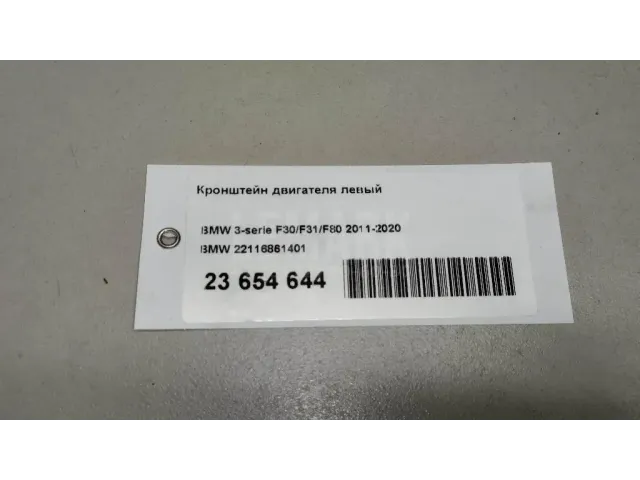 Кронштейн двигателя левый
BMW 3-serie F30/F31/F80 2011-2020
BMW 22116861401
23 654 644